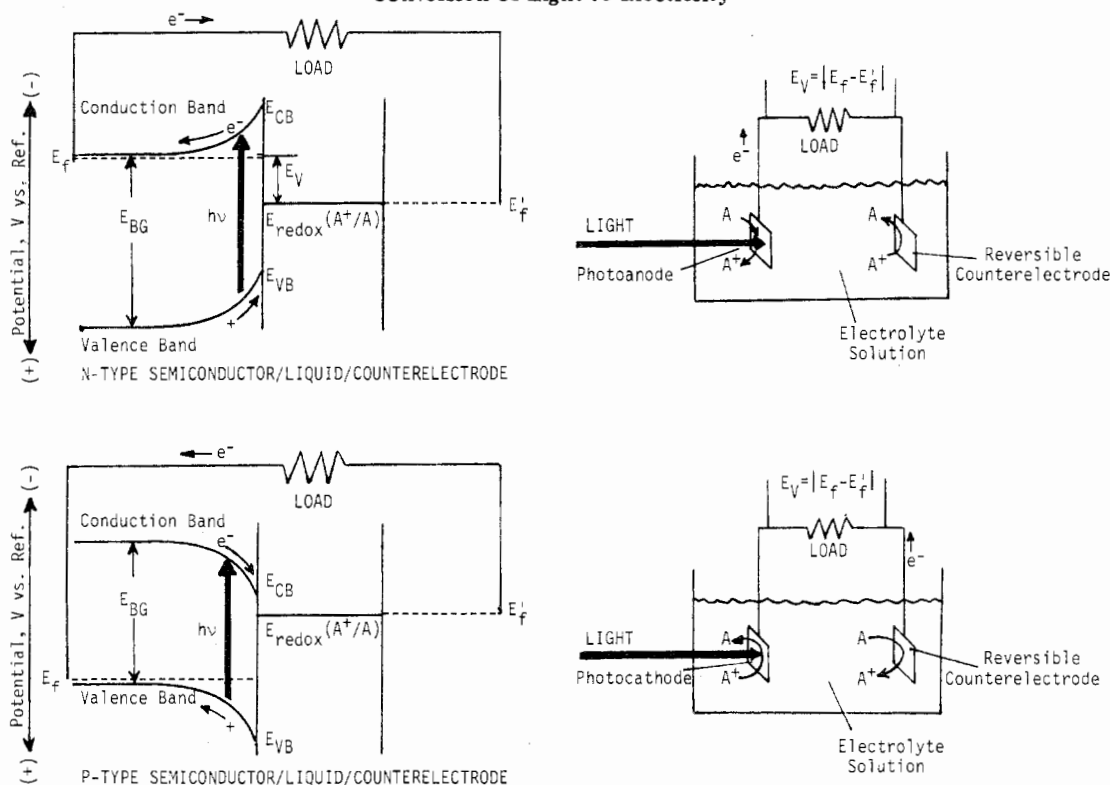 Conversion of Light to Electricity
e⁻
LOAD
(-)
Potential, V vs. Ref.
(+)
Conduction Band
e⁻
E_CB
E_f
E_V
E_BG
hν
E_redox(A⁺/A)
E'_f
E_VB
+
Valence Band
N-TYPE SEMICONDUCTOR/LIQUID/COUNTERELECTRODE
E_V=|E_f-E'_f|
LOAD
e⁻
LIGHT
Photoanode
A
A⁺
A
A⁺
Reversible
Counterelectrode
Electrolyte
Solution
e⁻
LOAD
(-)
Potential, V vs. Ref.
(+)
Conduction Band
e⁻
E_CB
E_BG
hν
E_redox(A⁺/A)
E'_f
E_f
Valence Band
+
E_VB
P-TYPE SEMICONDUCTOR/LIQUID/COUNTERELECTRODE
E_V=|E_f-E'_f|
LOAD
e⁻
LIGHT
Photocathode
A
A⁺
A
A⁺
Reversible
Counterelectrode
Electrolyte
Solution